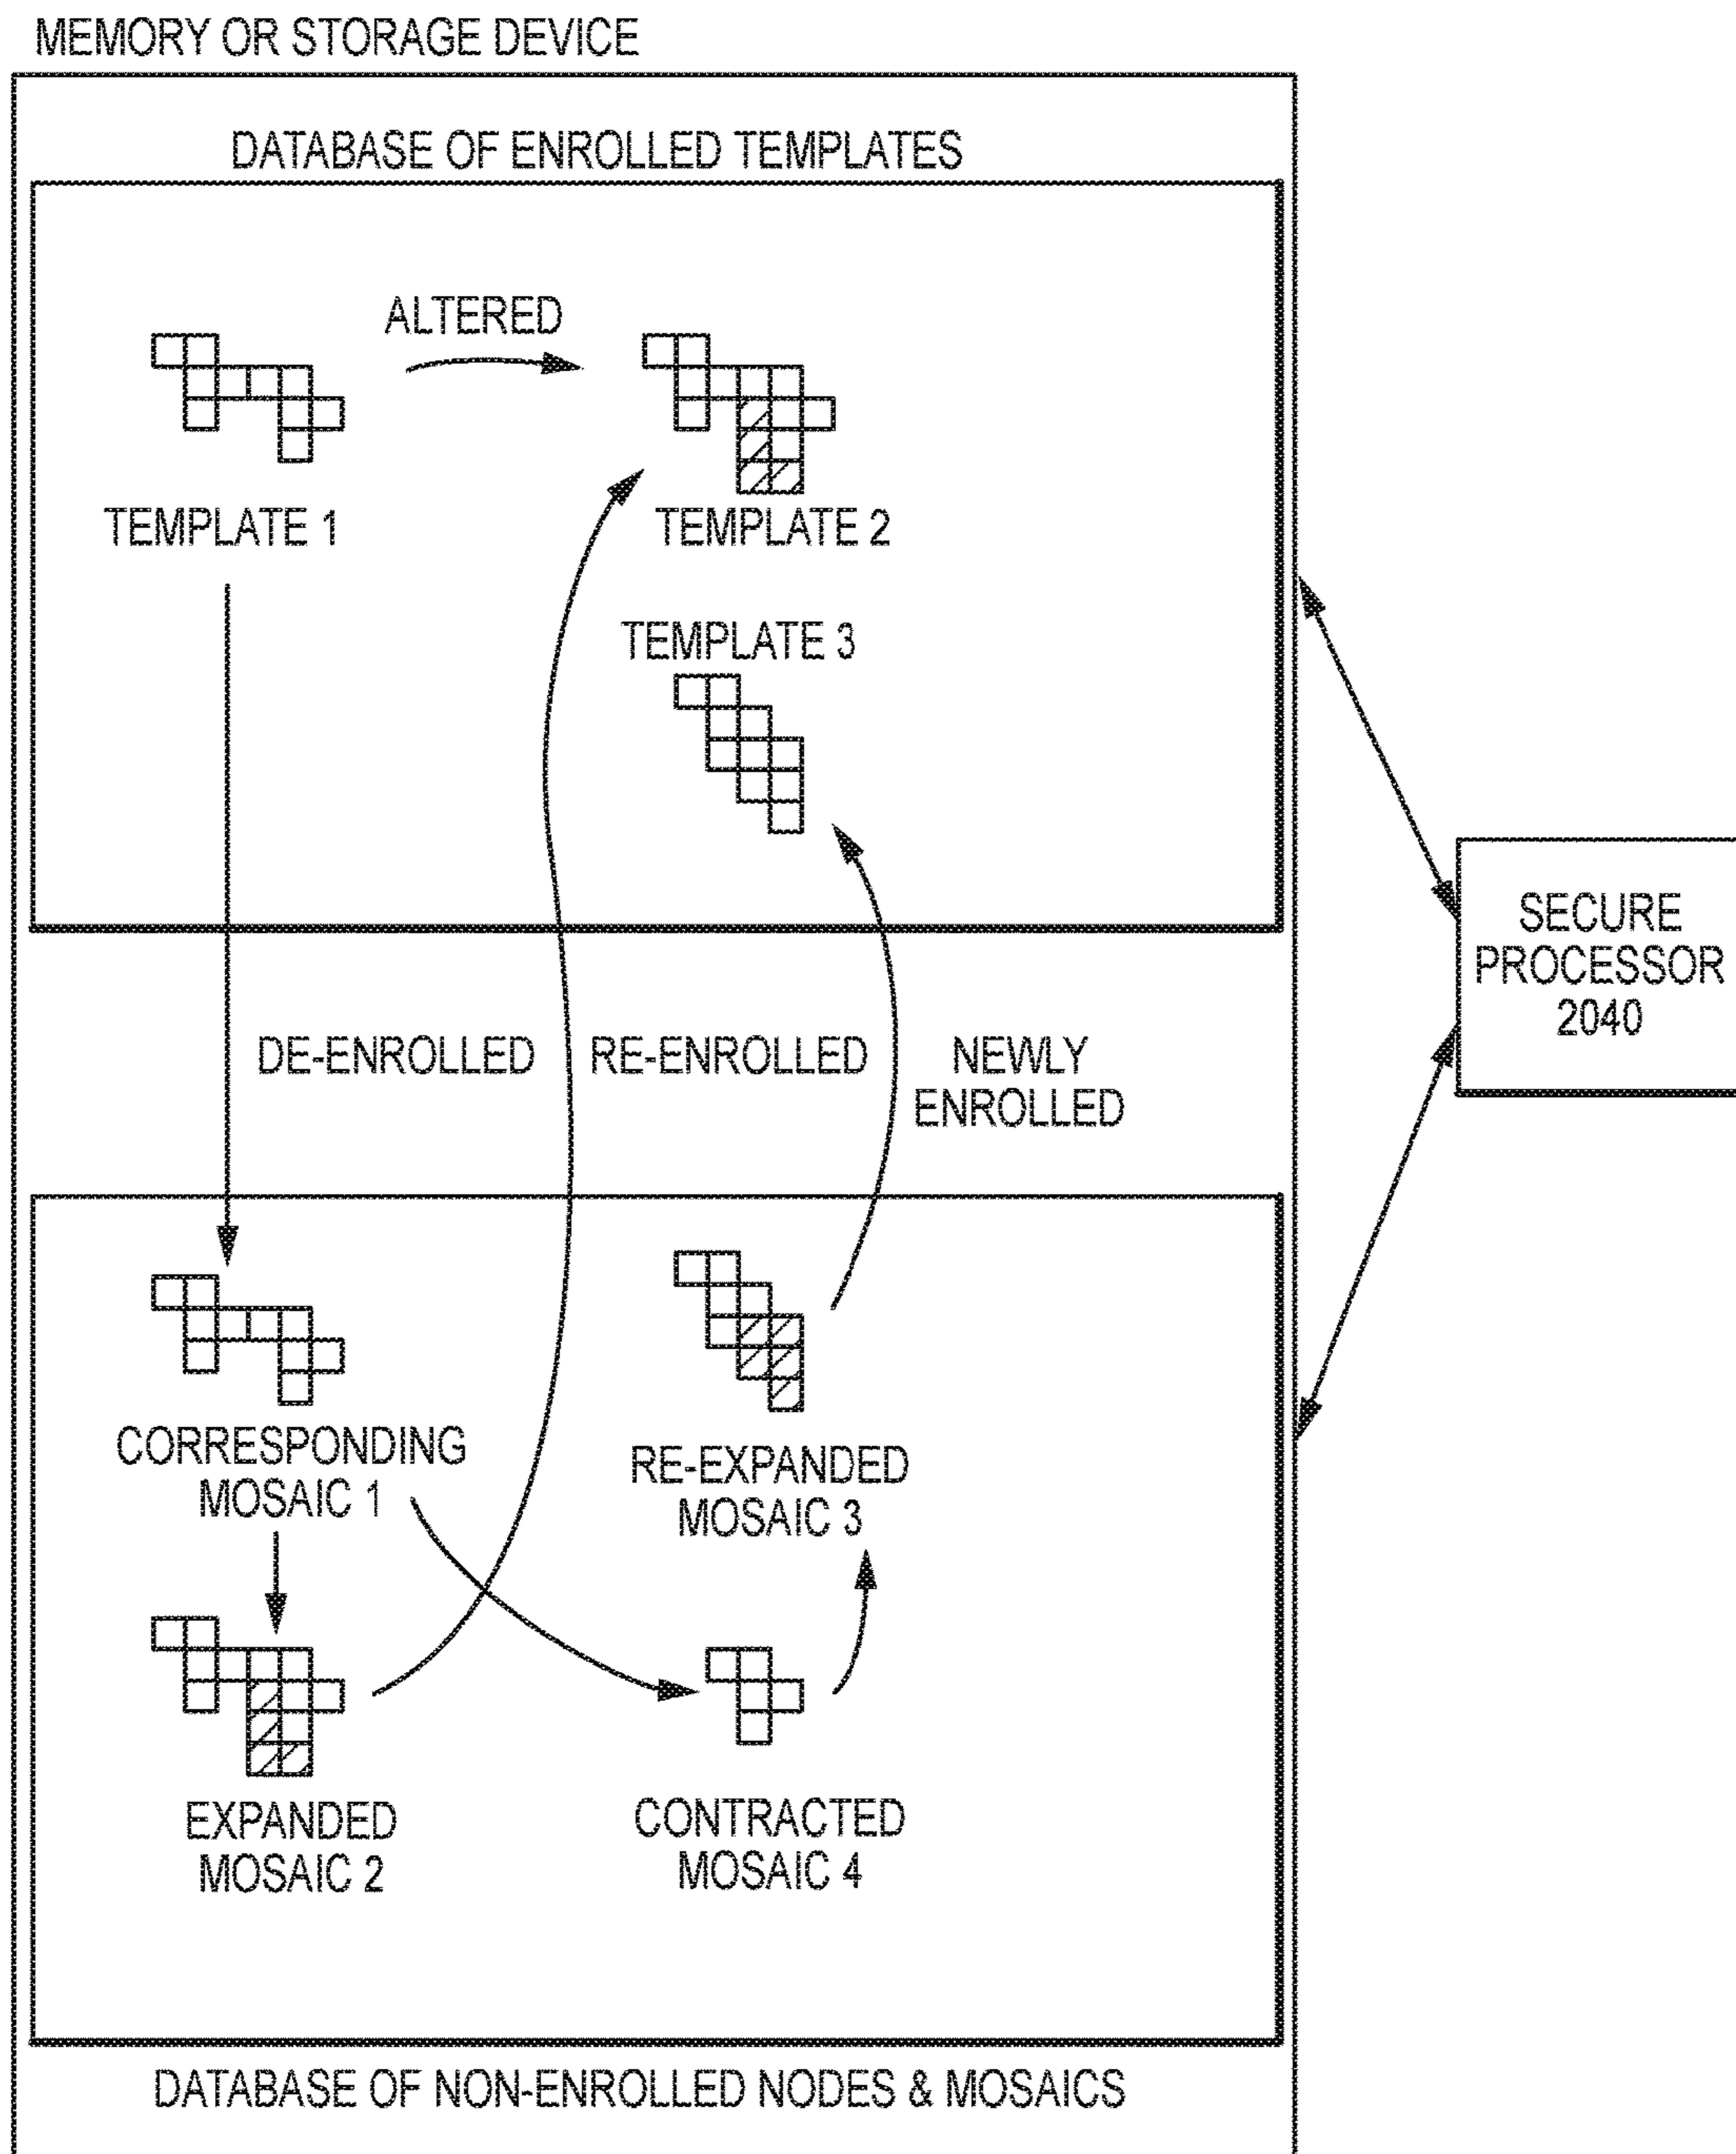 MEMORY OR STORAGE DEVICE
DATABASE OF ENROLLED TEMPLATES
ALTERED
TEMPLATE 1
TEMPLATE 2
TEMPLATE 3
SECURE
PROCESSOR
2040
DE-ENROLLED
RE-ENROLLED
NEWLY
ENROLLED
CORRESPONDING
MOSAIC 1
RE-EXPANDED
MOSAIC 3
EXPANDED
MOSAIC 2
CONTRACTED
MOSAIC 4
DATABASE OF NON-ENROLLED NODES & MOSAICS